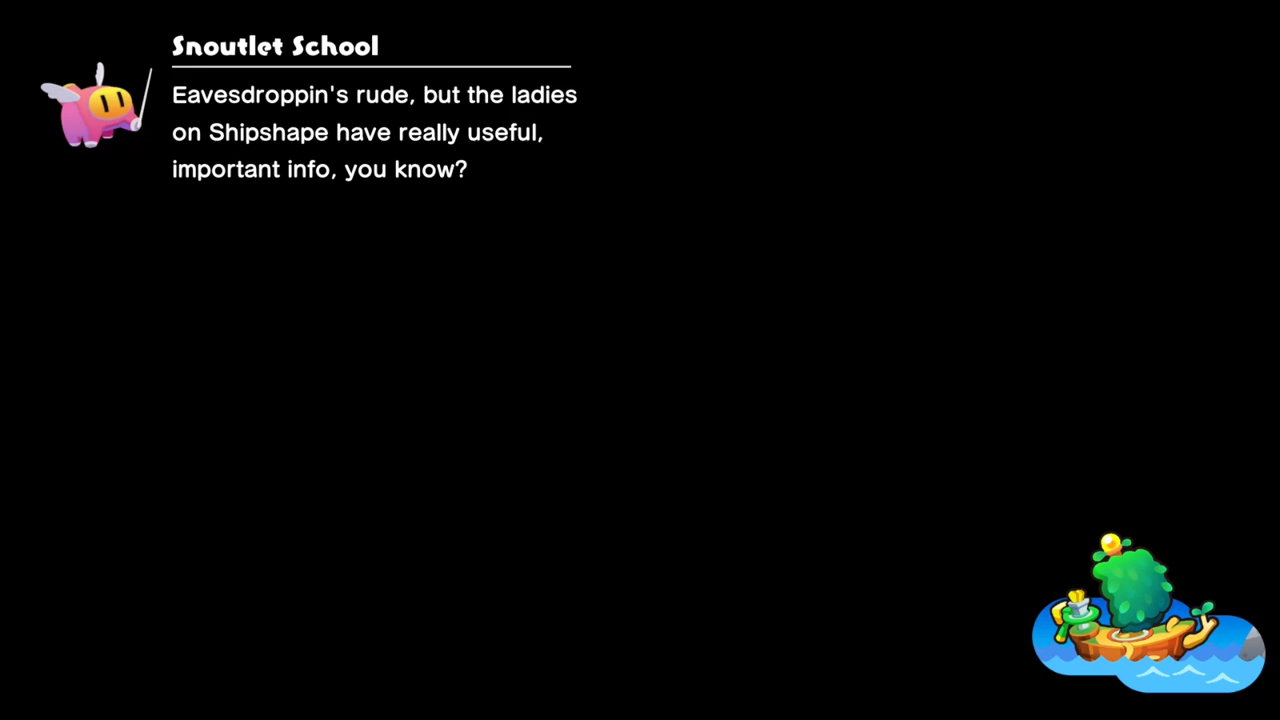 Snoutlet School
Eavesdroppin's rude, but the ladies
on Shipshape have really useful,
important info, you know?